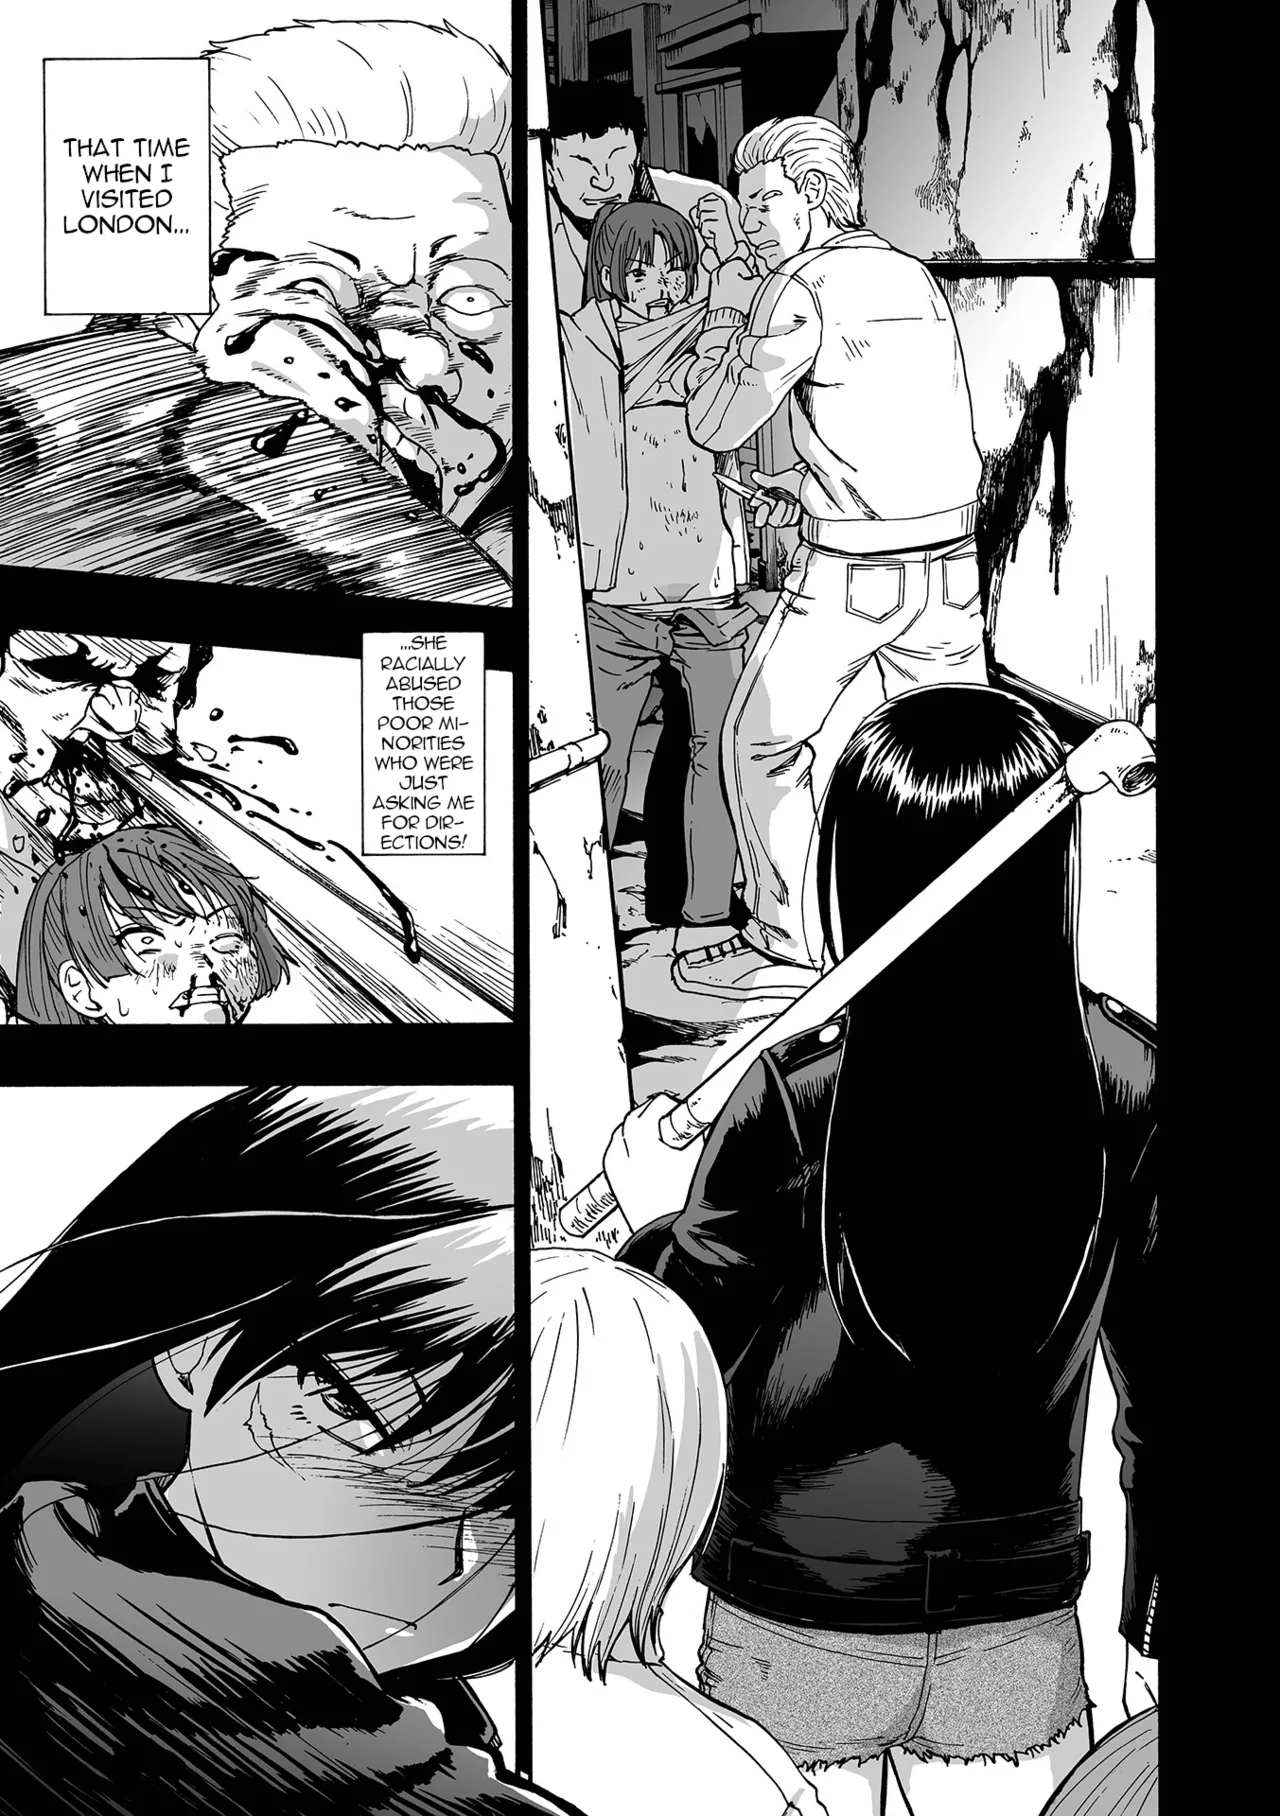 THAT TIME
WHEN I
VISITED
LONDON...
...SHE
RACIALLY
ABUSED
THOSE
POOR MI-
NORITIES
WHO WERE
JUST
ASKING ME
FOR DIR-
ECTIONS!